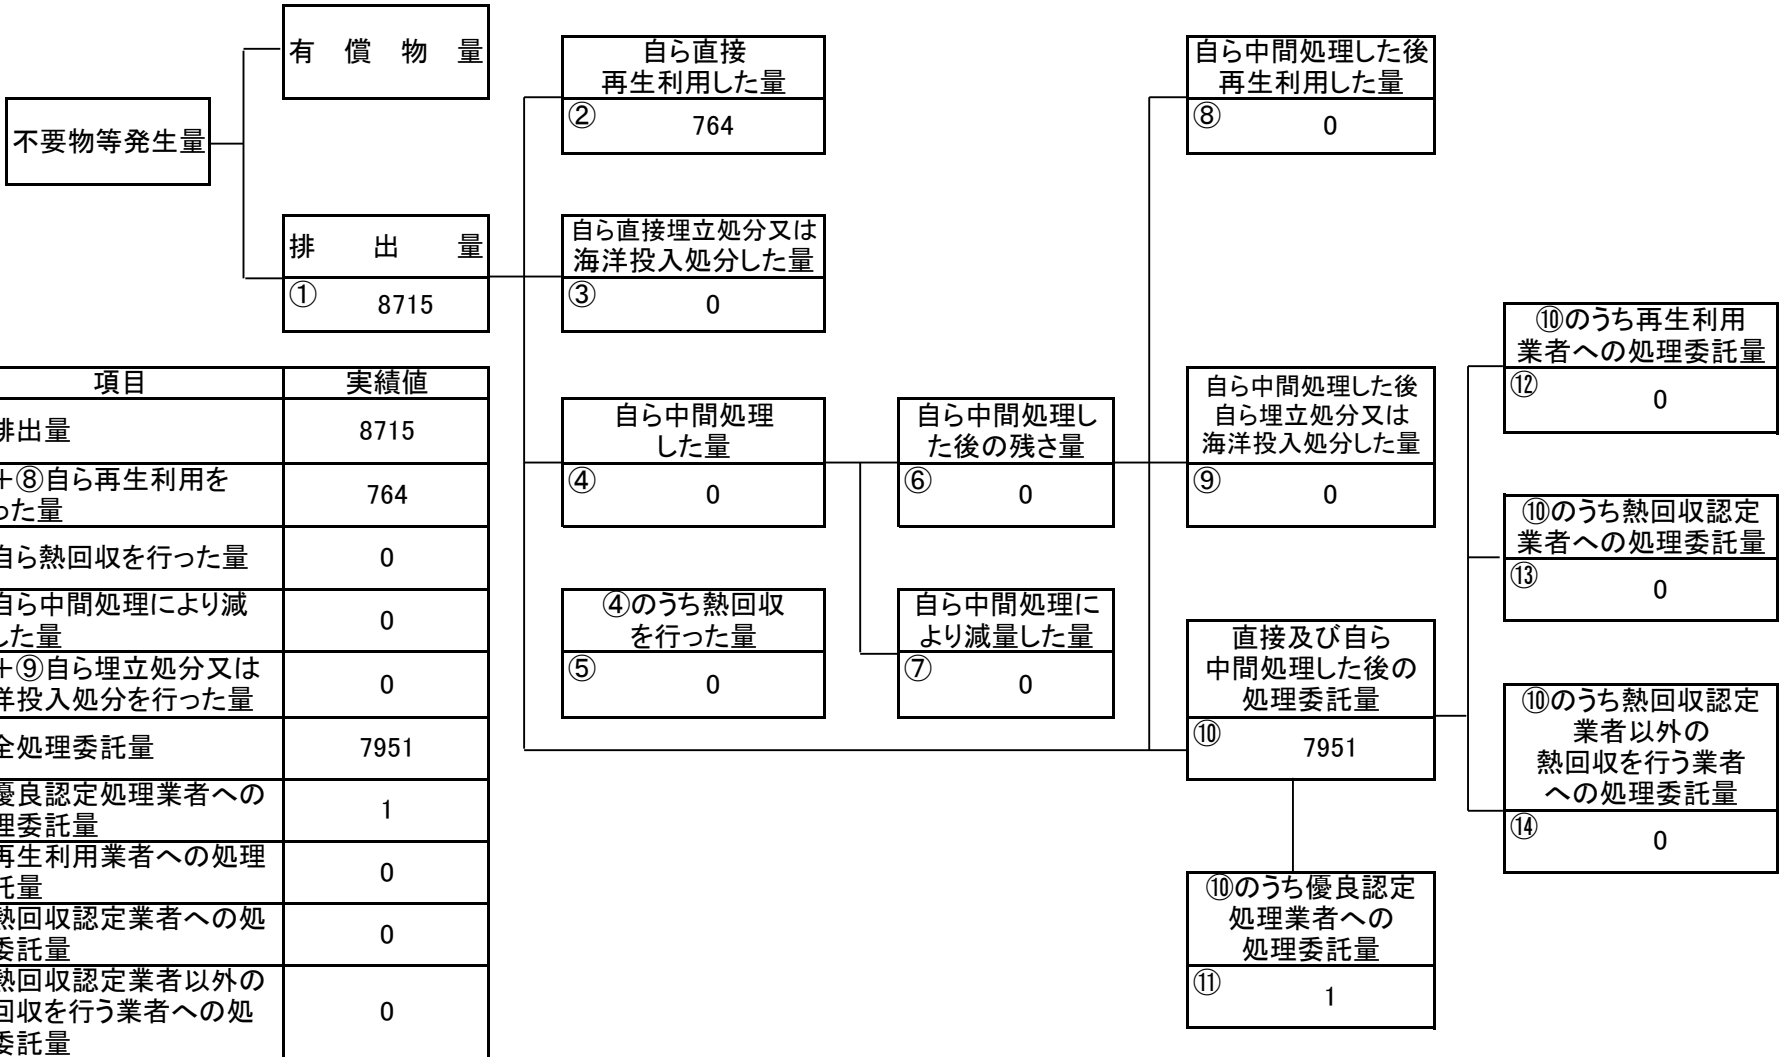 有償物量
不要物等発生量
排出量
①
8715
自ら直接
再生利用した量
②
764
自ら直接埋立処分又は
海洋投入処分した量
③
0
自ら中間処理
した量
④
0
④のうち熱回収
を行った量
⑤
0
自ら中間処理し
た後の残さ量
⑥
0
自ら中間処理に
より減量した量
⑦
0
自ら中間処理した後
再生利用した量
⑧
0
自ら中間処理した後
自ら埋立処分又は
海洋投入処分した量
⑨
0
直接及び自ら
中間処理した後の
処理委託量
⑩
7951
⑩のうち優良認定
処理業者への
処理委託量
⑪
1
⑩のうち再生利用
業者への処理委託量
⑫
0
⑩のうち熱回収認定
業者への処理委託量
⑬
0
⑩のうち熱回収認定
業者以外の
熱回収を行う業者
への処理委託量
⑭
0
項目 実績値
排出量 8715
+⑧自ら再生利用を
った量 764
自ら熱回収を行った量 0
自ら中間処理により減
した量 0
+⑨自ら埋立処分又は
洋投入処分を行った量 0
全処理委託量 7951
優良認定処理業者への
理委託量 1
再生利用業者への処理
託量 0
熱回収認定業者への処
委託量 0
熱回収認定業者以外の
回収を行う業者への処
委託量 0